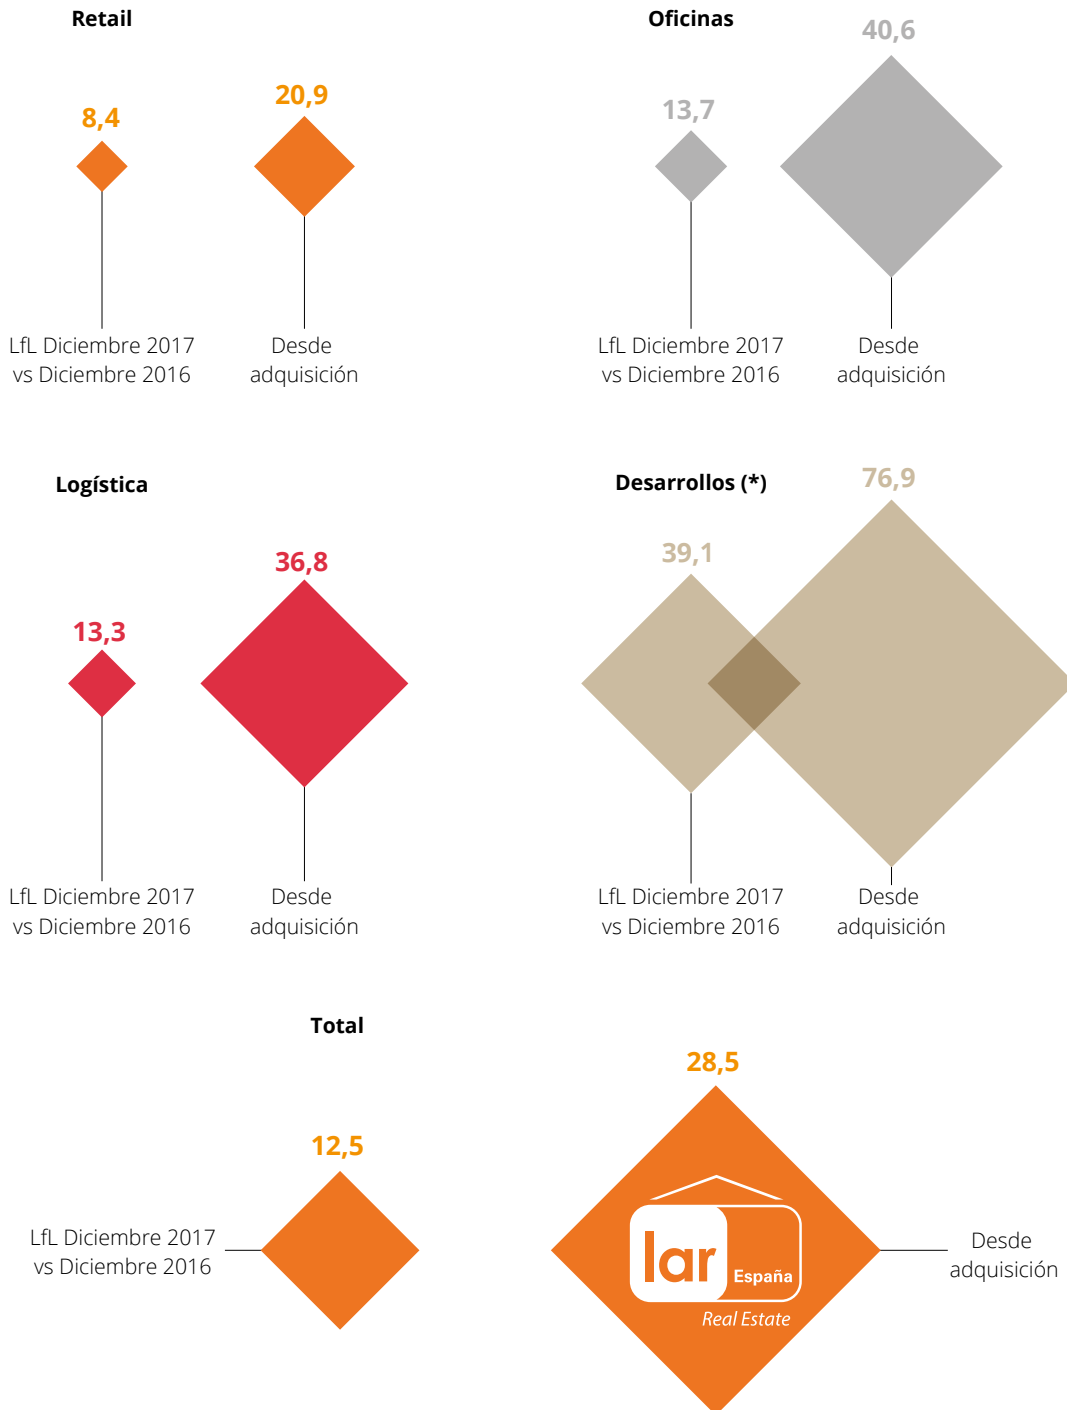 Retail
8,4
20,9
LfL Diciembre 2017
vs Diciembre 2016
Desde
adquisición
Oficinas
13,7
40,6
LfL Diciembre 2017
vs Diciembre 2016
Desde
adquisición
Logística
13,3
36,8
LfL Diciembre 2017
vs Diciembre 2016
Desde
adquisición
Desarrollos (*)
39,1
76,9
LfL Diciembre 2017
vs Diciembre 2016
Desde
adquisición
Total
12,5
LfL Diciembre 2017
vs Diciembre 2016
28,5
lar
España
Real Estate
Desde
adquisición